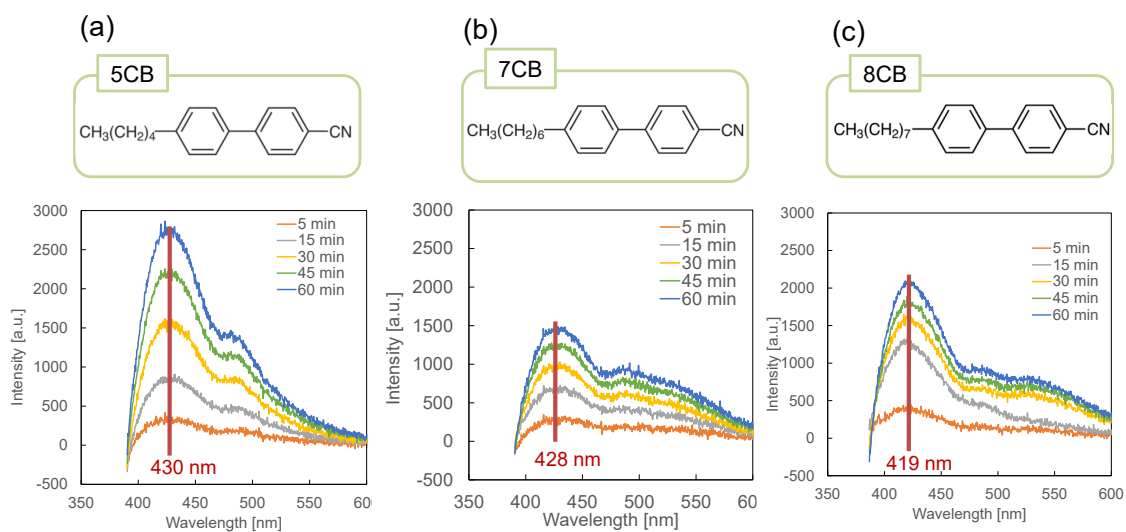 (a)
5CB
CH3(CH2)4
CN
3000
2500
2000
1500
1000
500
0
-500
350 400 450 500 550 600
Intensity [a.u.]
Wavelength [nm]
5 min
15 min
30 min
45 min
60 min
430 nm
(b)
7CB
CH3(CH2)6
CN
3000
2500
2000
1500
1000
500
0
-500
350 400 450 500 550 600
Intensity [a.u.]
Wavelength [nm]
5 min
15 min
30 min
45 min
60 min
428 nm
(c)
8CB
CH3(CH2)7
CN
3000
2500
2000
1500
1000
500
0
-500
350 400 450 500 550 600
Intensity [a.u.]
Wavelength [nm]
5 min
15 min
30 min
45 min
60 min
419 nm